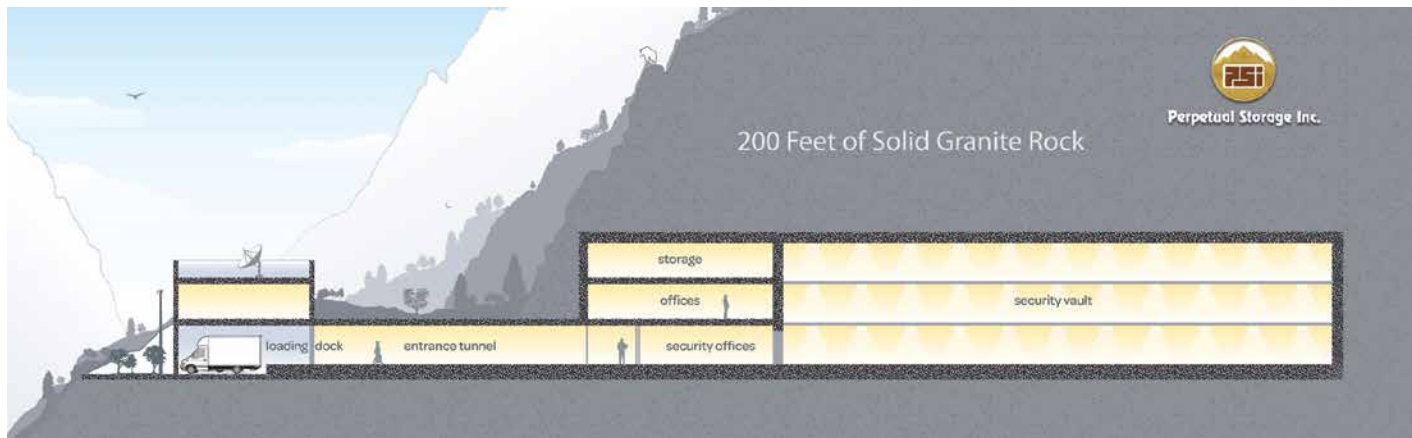 PSi
Perpetual Storage Inc.
200 Feet of Solid Granite Rock
storage
offices
security vault
loading dock
entrance tunnel
security offices